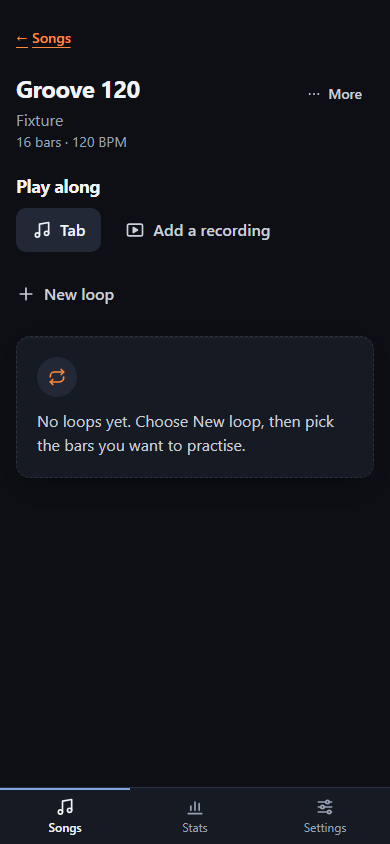 ← Songs
Groove 120
··· More
Fixture
16 bars · 120 BPM
Play along
Tab
Add a recording
New loop
No loops yet. Choose New loop, then pick
the bars you want to practise.
Songs
Stats
Settings